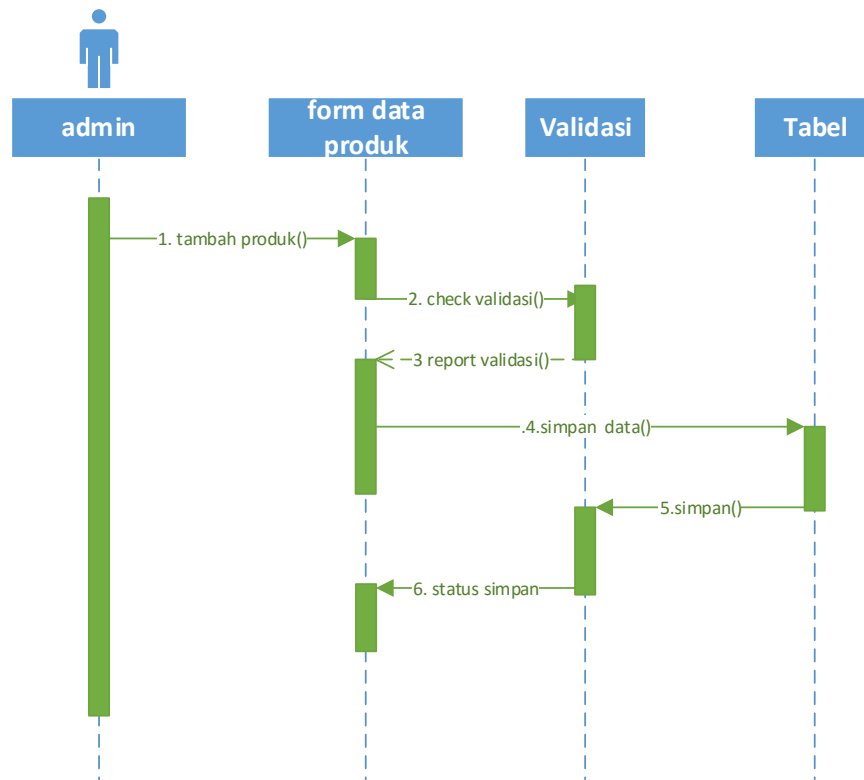 admin
form data
produk
Validasi
Tabel
1. tambah produk()
2. check validasi()
3 report validasi()
.4.simpan  data()
5.simpan()
6. status simpan